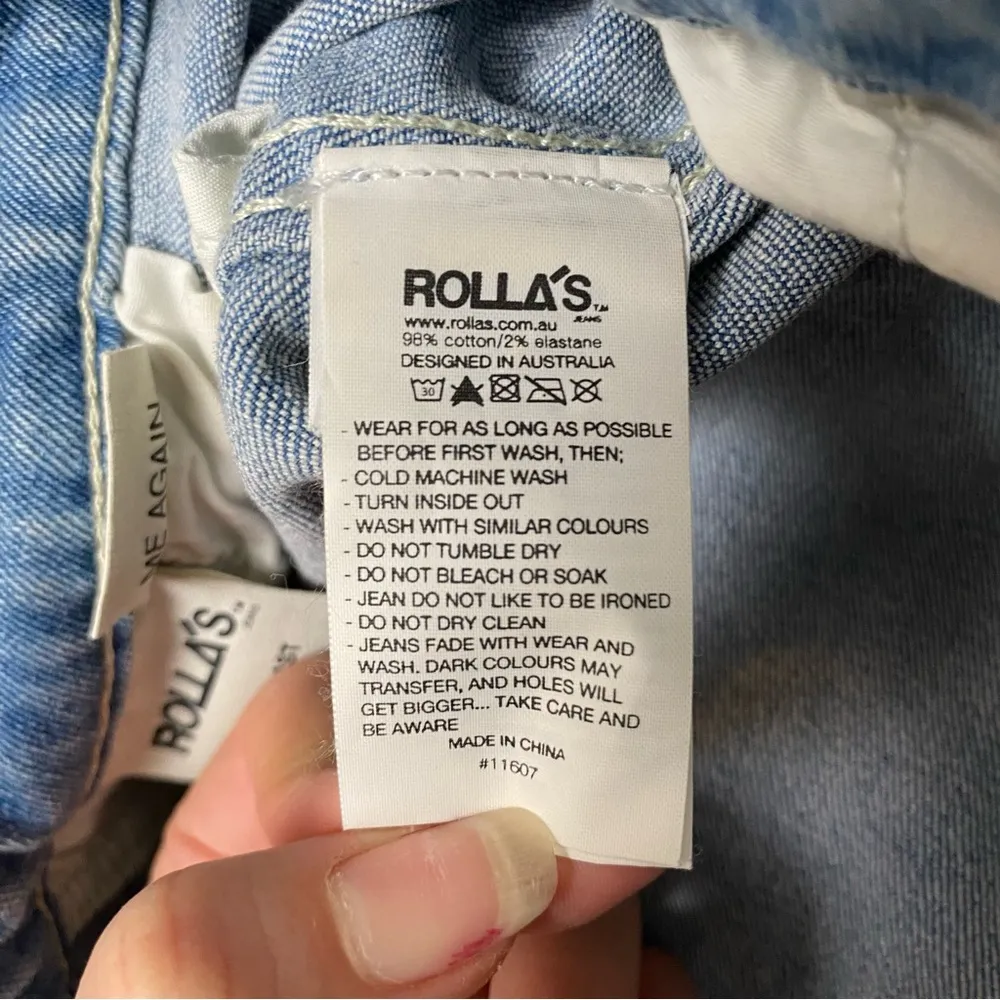 ROLLA'S TM
JEANS
www.rollas.com.au
98% cotton/2% elastane
DESIGNED IN AUSTRALIA
30
- WEAR FOR AS LONG AS POSSIBLE
BEFORE FIRST WASH, THEN;
- COLD MACHINE WASH
- TURN INSIDE OUT
- WASH WITH SIMILAR COLOURS
- DO NOT TUMBLE DRY
- DO NOT BLEACH OR SOAK
- JEAN DO NOT LIKE TO BE IRONED
- DO NOT DRY CLEAN
- JEANS FADE WITH WEAR AND
WASH. DARK COLOURS MAY
TRANSFER, AND HOLES WILL
GET BIGGER... TAKE CARE AND
BE AWARE
MADE IN CHINA
#11607
ME AGAIN
ROLLA'S